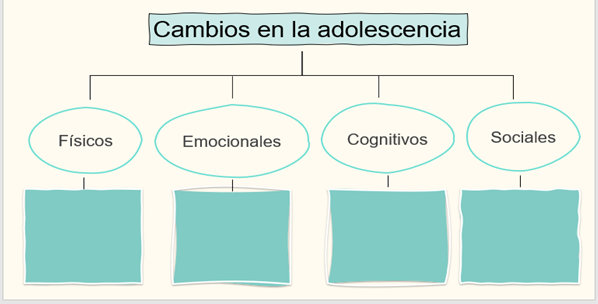 Cambios en la adolescencia
Físicos
Emocionales
Cognitivos
Sociales